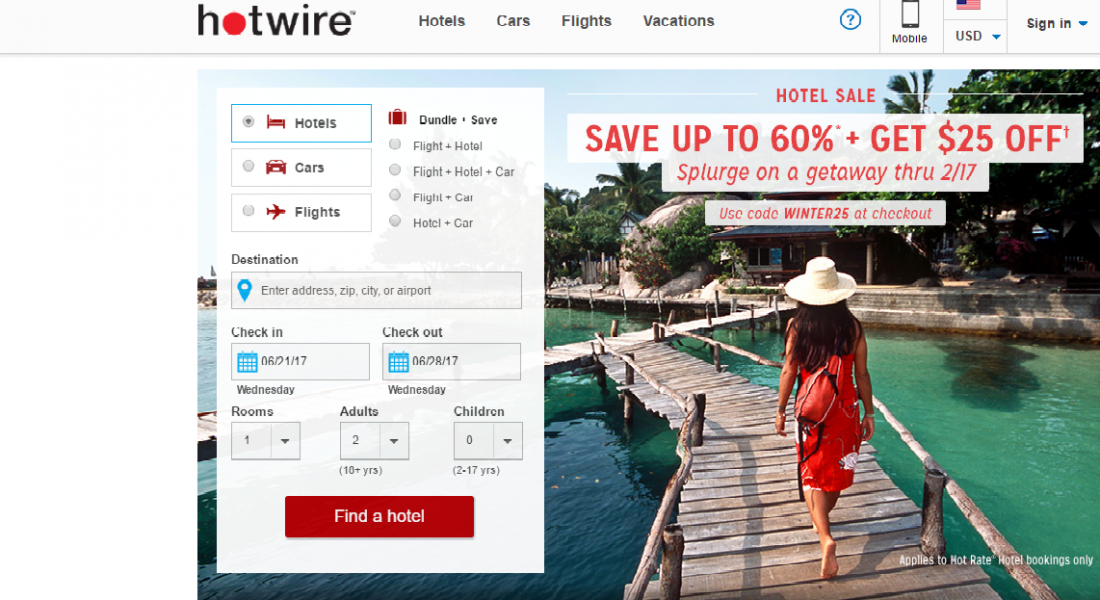 hotwire™
Hotels Cars Flights Vacations
?
Mobile
USD
Sign in
HOTEL SALE
SAVE UP TO 60%* + GET $25 OFF†
Splurge on a getaway thru 2/17
Use code WINTER25 at checkout
Hotels
Cars
Flights
Bundle + Save
Flight + Hotel
Flight + Hotel + Car
Flight + Car
Hotel + Car
Destination
Enter address, zip, city, or airport
Check in
06/21/17
Wednesday
Check out
06/28/17
Wednesday
Rooms
1
Adults
2
(18+ yrs)
Children
0
(2-17 yrs)
Find a hotel
Applies to Hot Rate® Hotel bookings only